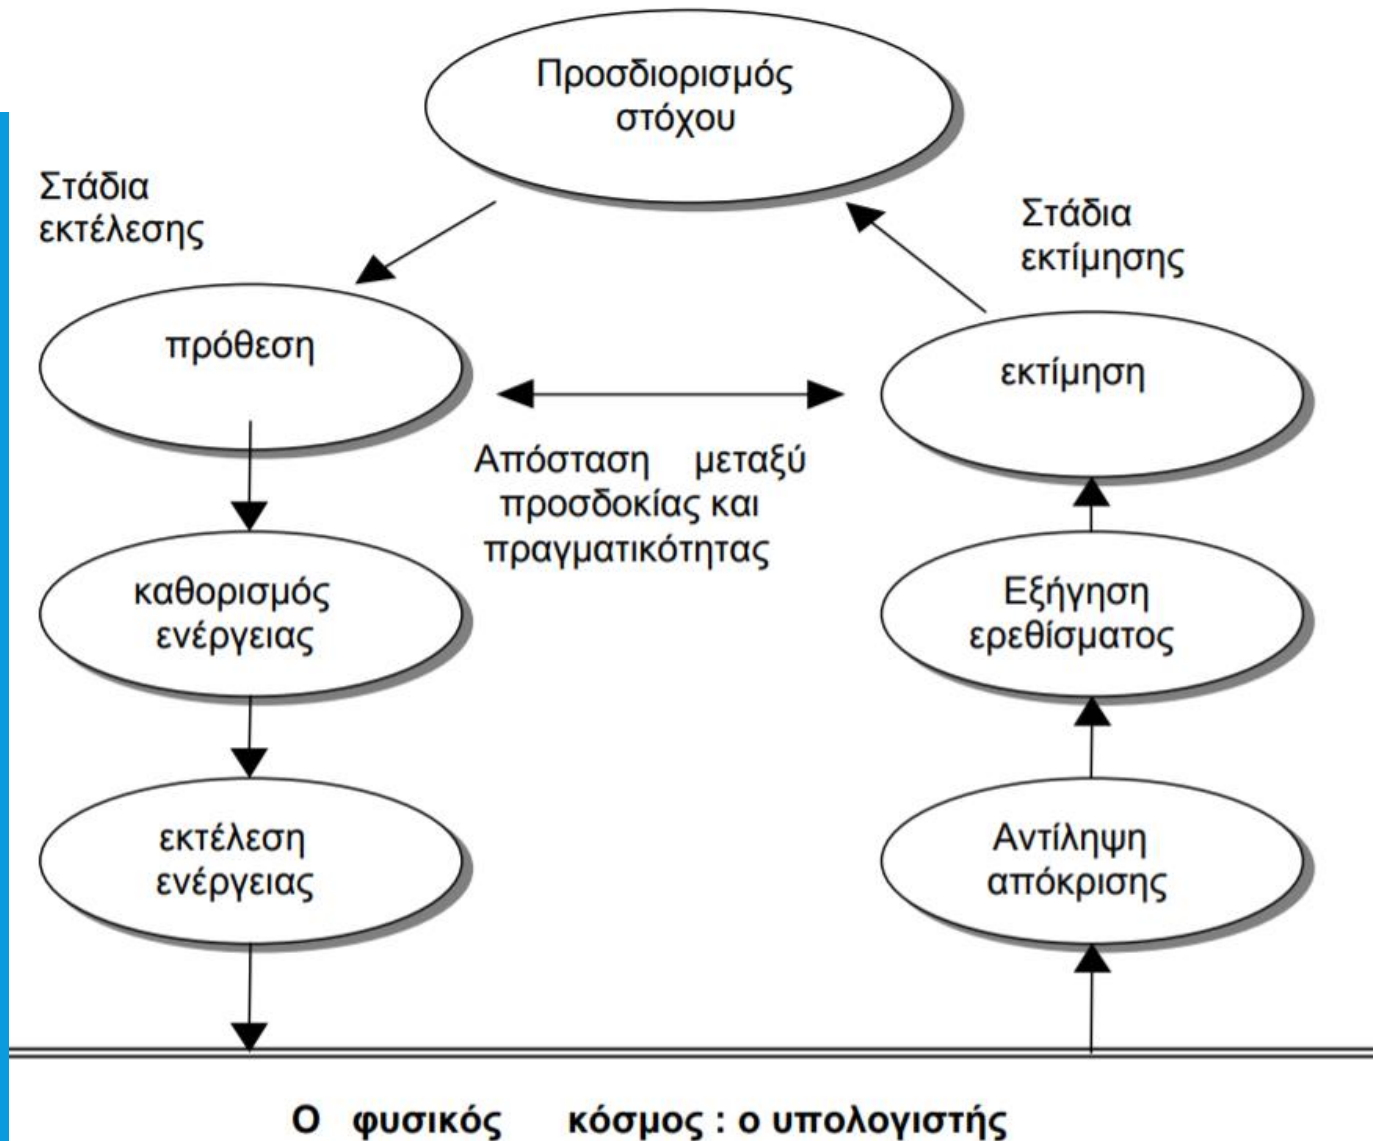 Προσδιορισμός
στόχου
Στάδια
εκτέλεσης
Στάδια
εκτίμησης
πρόθεση
εκτίμηση
Απόσταση μεταξύ
προσδοκίας και
πραγματικότητας
καθορισμός
ενέργειας
Εξήγηση
ερεθίσματος
εκτέλεση
ενέργειας
Αντίληψη
απόκρισης
Ο φυσικός κόσμος : ο υπολογιστής